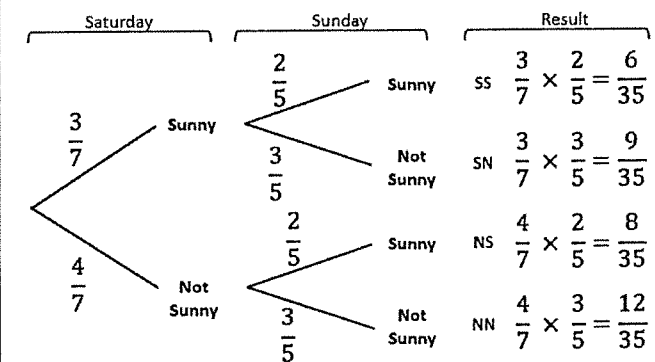 Saturday Sunday Result
2/5 Sunny SS 3/7 × 2/5 = 6/35
3/7 Sunny
3/5 Not Sunny SN 3/7 × 3/5 = 9/35
2/5 Sunny NS 4/7 × 2/5 = 8/35
4/7 Not Sunny
3/5 Not Sunny NN 4/7 × 3/5 = 12/35